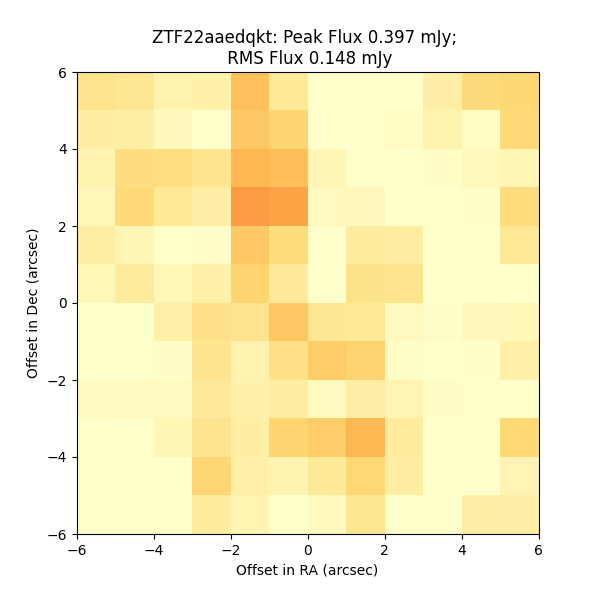 ZTF22aaedqkt: Peak Flux 0.397 mJy;
RMS Flux 0.148 mJy
6
4
2
0
−2
−4
−6
Offset in Dec (arcsec)
−6 −4 −2 0 2 4 6
Offset in RA (arcsec)